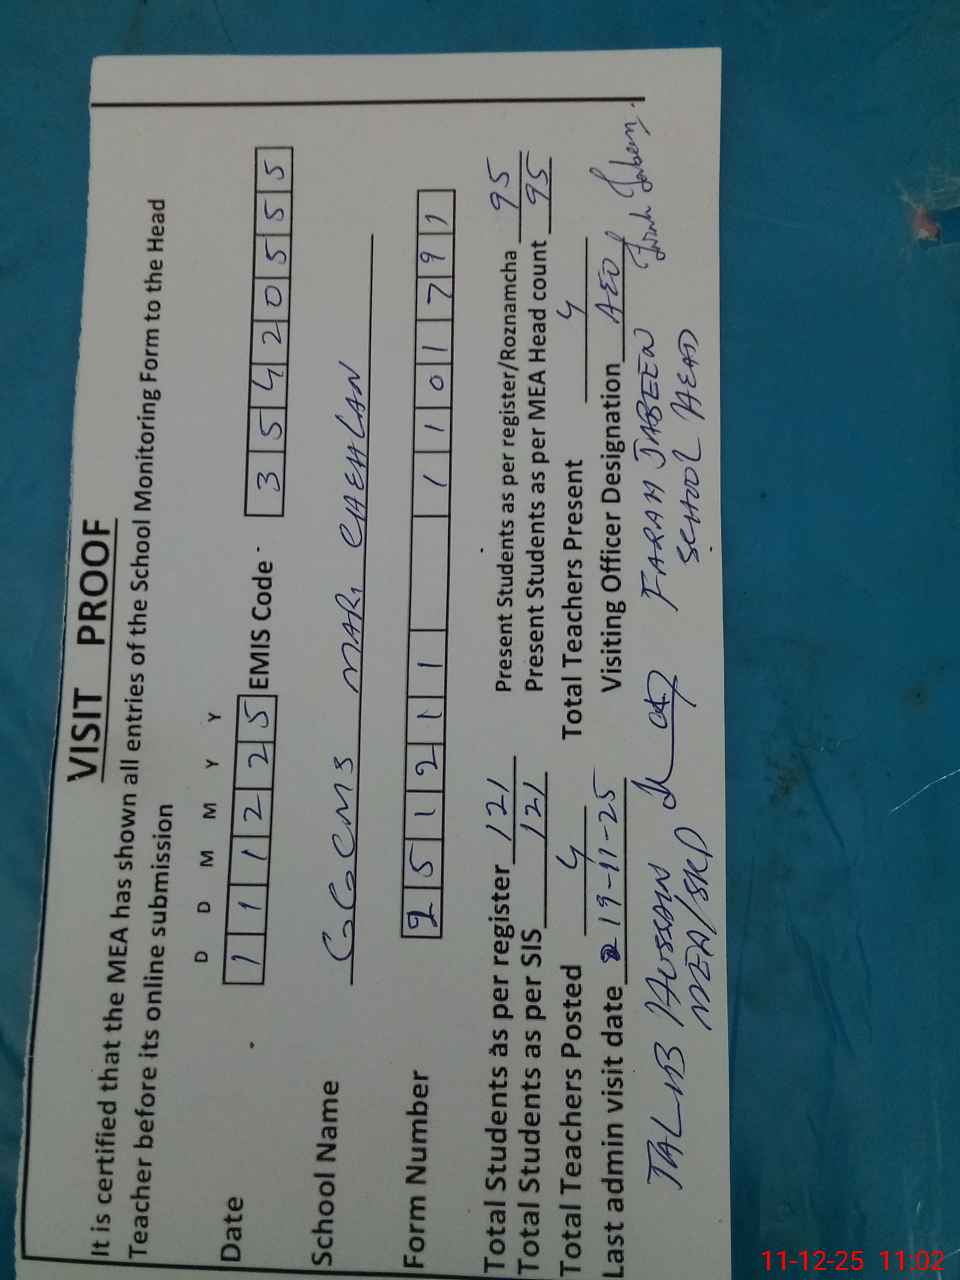 VISIT PROOF
It is certified that the MEA has shown all entries of the School Monitoring Form to the Head
Teacher before its online submission
D D M M Y Y
Date 1 1 1 2 2 5 EMIS Code 3 5 4 2 0 5 5 5
School Name GGCMS MARI CHEHLAN
Form Number 2 5 1 2 1 1 1 1 0 1 7 9 1
Total Students as per register 121 Present Students as per register/Roznamcha 95
Total Students as per SIS 121 Present Students as per MEA Head count 95
Total Teachers Posted 4 Total Teachers Present 4
Last admin visit date 19-11-25 Visiting Officer Designation AEO
TALIB HUSSAIN FARAH JABEEN
MEA/SKP SCHOOL HEAD
11-12-25 11:02